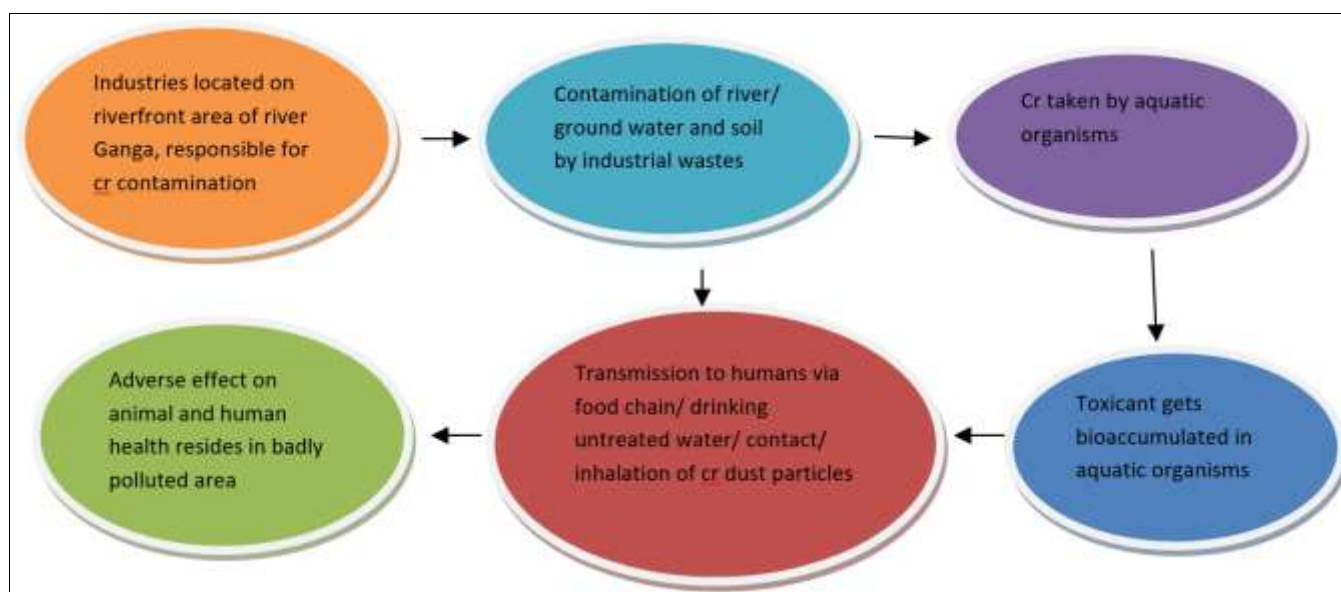 Industries located on
riverfront area of river
Ganga, responsible for
cr contamination
Contamination of river/
ground water and soil
by industrial wastes
Cr taken by aquatic
organisms
Adverse effect on
animal and human
health resides in badly
polluted area
Transmission to humans via
food chain/ drinking
untreated water/ contact/
inhalation of cr dust particles
Toxicant gets
bioaccumulated in
aquatic organisms